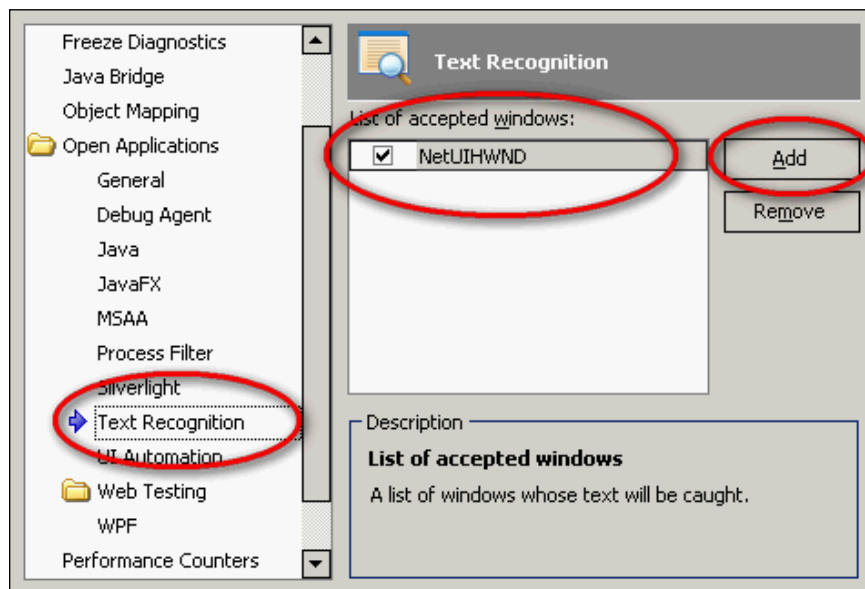 Freeze Diagnostics
Java Bridge
Object Mapping
Open Applications
General
Debug Agent
Java
JavaFX
MSAA
Process Filter
Silverlight
Text Recognition
UI Automation
Web Testing
WPF
Performance Counters
Text Recognition
List of accepted windows:
NetUIHWND
Add
Remove
Description
List of accepted windows
A list of windows whose text will be caught.